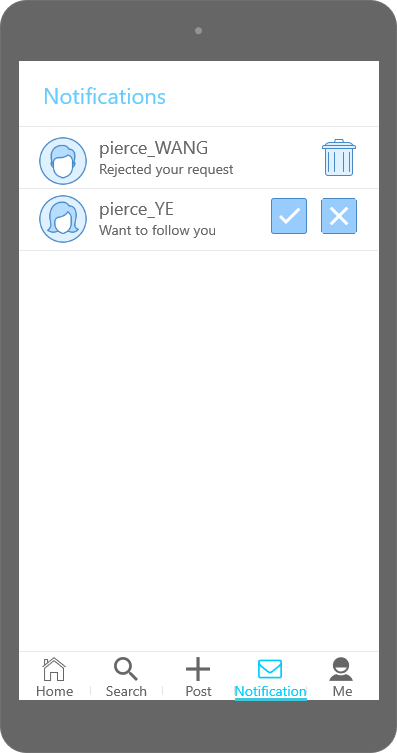 Notifications
pierce_WANG
Rejected your request
pierce_YE
Want to follow you
Home
Search
Post
Notification
Me